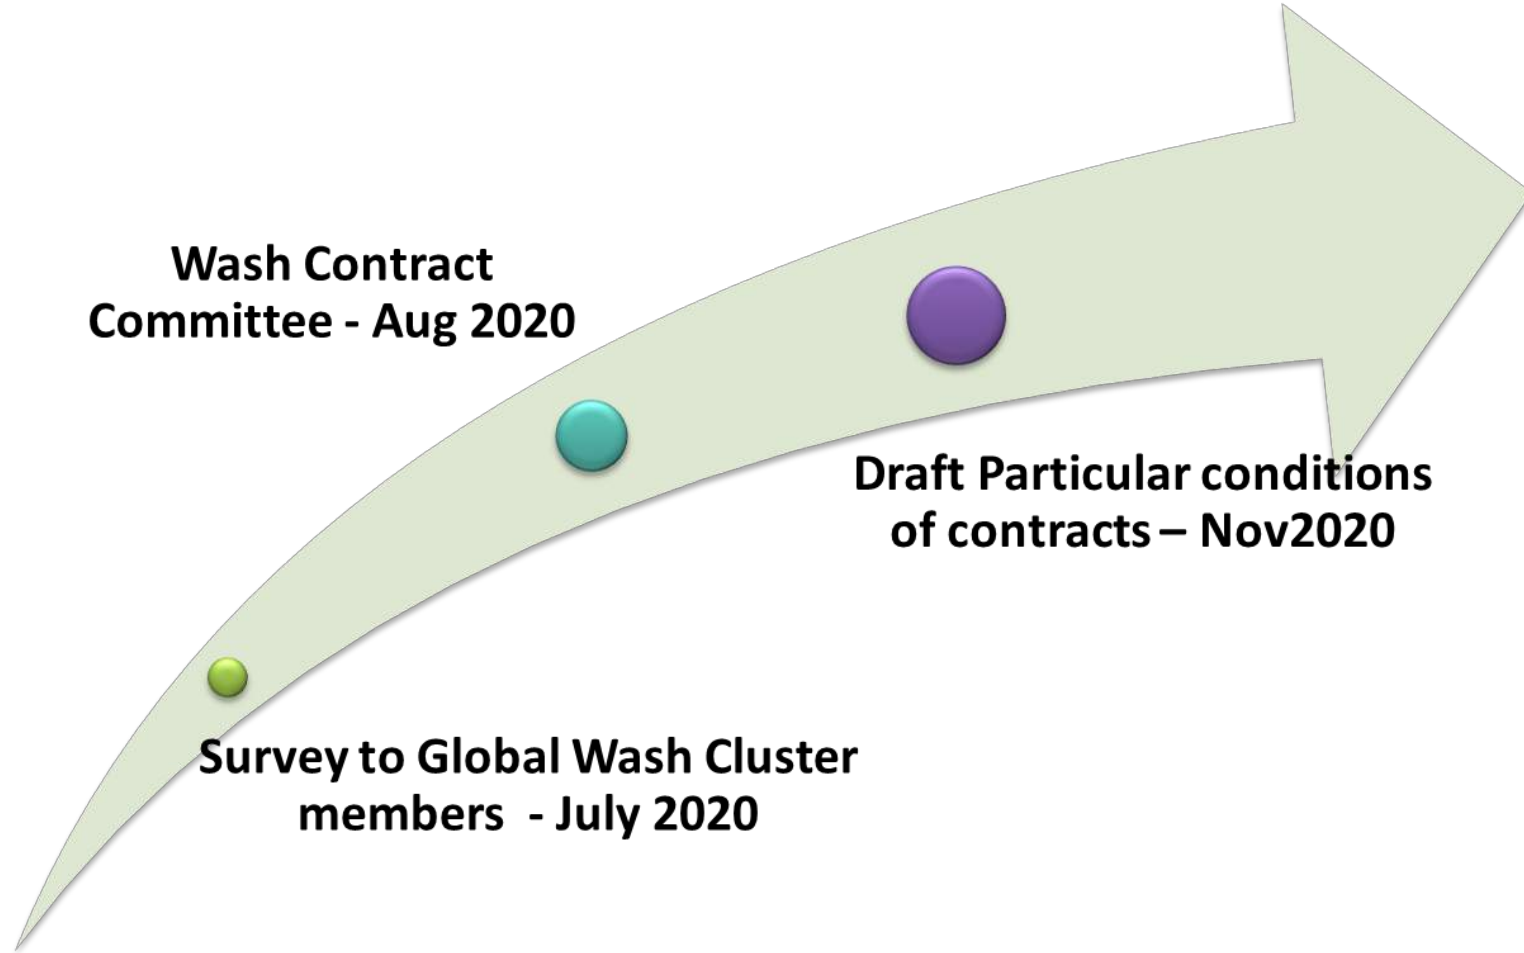 Wash Contract
Committee - Aug 2020
Draft Particular conditions
of contracts – Nov2020
Survey to Global Wash Cluster
members  - July 2020